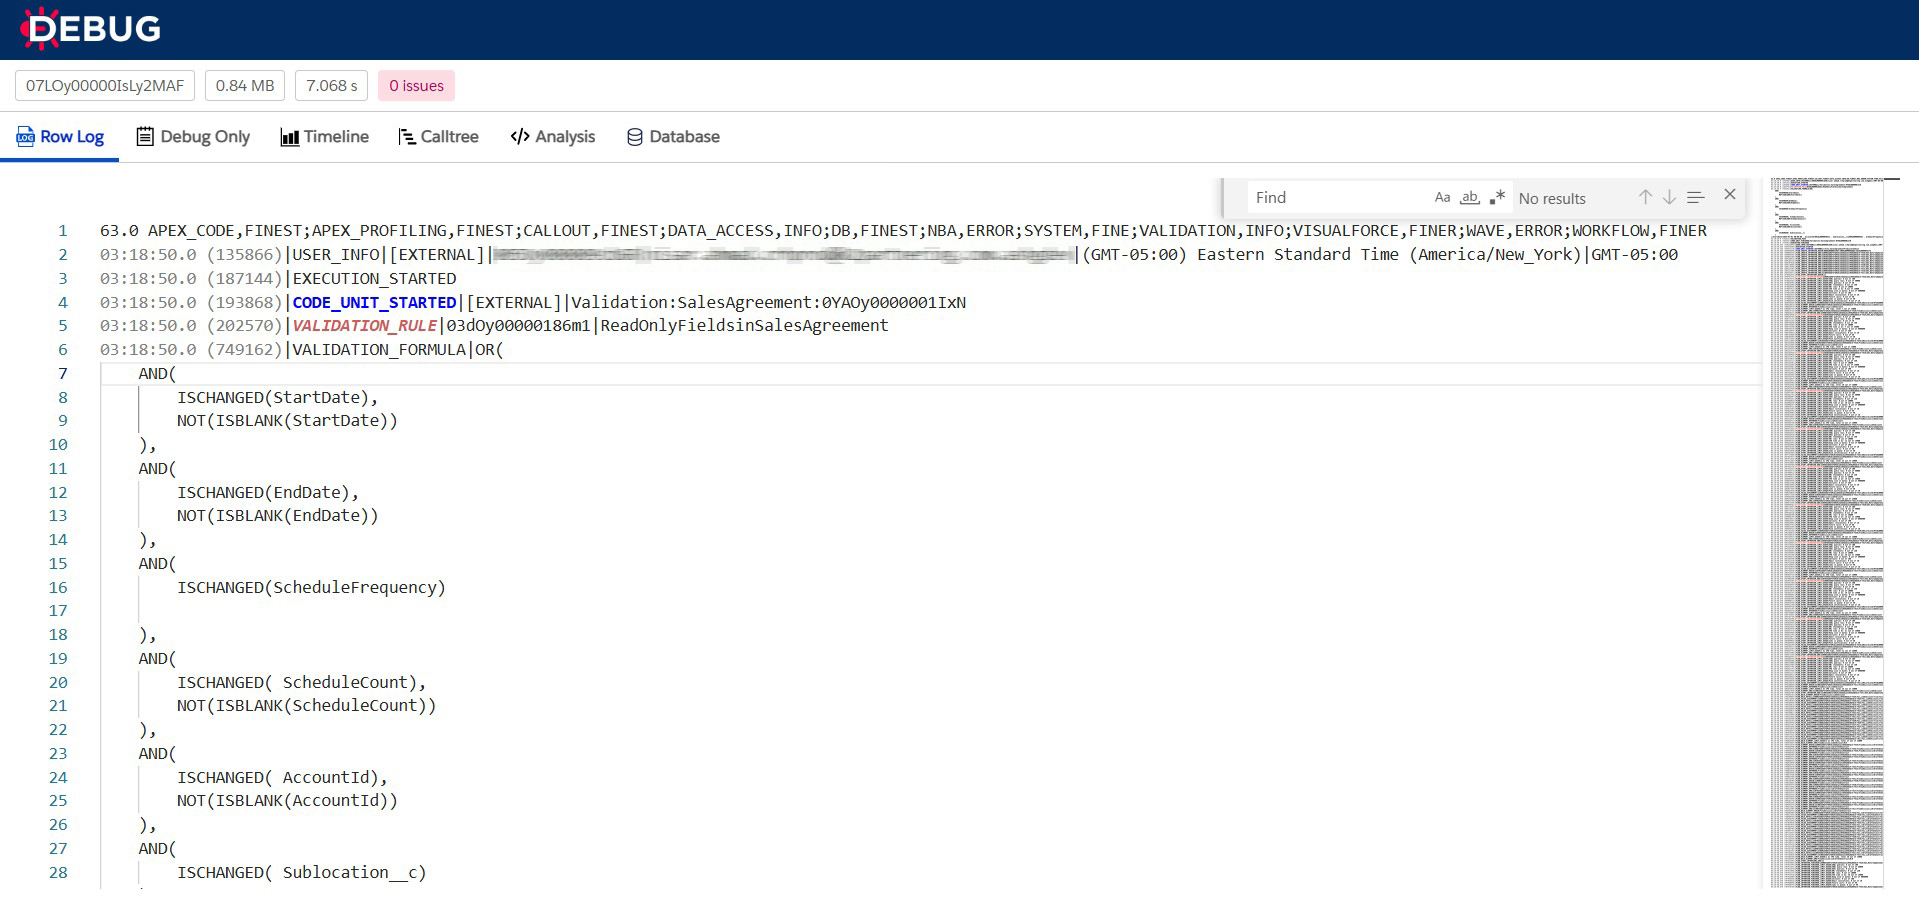 DEBUG
07LOy00000IsLy2MAF 0.84 MB 7.068 s 0 issues
Row Log Debug Only Timeline Calltree Analysis Database
Find Aa ab No results
1 63.0 APEX_CODE,FINEST;APEX_PROFILING,FINEST;CALLOUT,FINEST;DATA_ACCESS,INFO;DB,FINEST;NBA,ERROR;SYSTEM,FINE;VALIDATION,INFO;VISUALFORCE,FINER;WAVE,ERROR;WORKFLOW,FINER
2 03:18:50.0 (135866)|USER_INFO|[EXTERNAL]| |(GMT-05:00) Eastern Standard Time (America/New_York)|GMT-05:00
3 03:18:50.0 (187144)|EXECUTION_STARTED
4 03:18:50.0 (193868)|CODE_UNIT_STARTED|[EXTERNAL]|Validation:SalesAgreement:0YAOy0000001IxN
5 03:18:50.0 (202570)|VALIDATION_RULE|03dOy00000186m1|ReadOnlyFieldsinSalesAgreement
6 03:18:50.0 (749162)|VALIDATION_FORMULA|OR(
7 AND(
8 ISCHANGED(StartDate),
9 NOT(ISBLANK(StartDate))
10 ),
11 AND(
12 ISCHANGED(EndDate),
13 NOT(ISBLANK(EndDate))
14 ),
15 AND(
16 ISCHANGED(ScheduleFrequency)
17
18 ),
19 AND(
20 ISCHANGED( ScheduleCount),
21 NOT(ISBLANK(ScheduleCount))
22 ),
23 AND(
24 ISCHANGED( AccountId),
25 NOT(ISBLANK(AccountId))
26 ),
27 AND(
28 ISCHANGED( Sublocation__c)